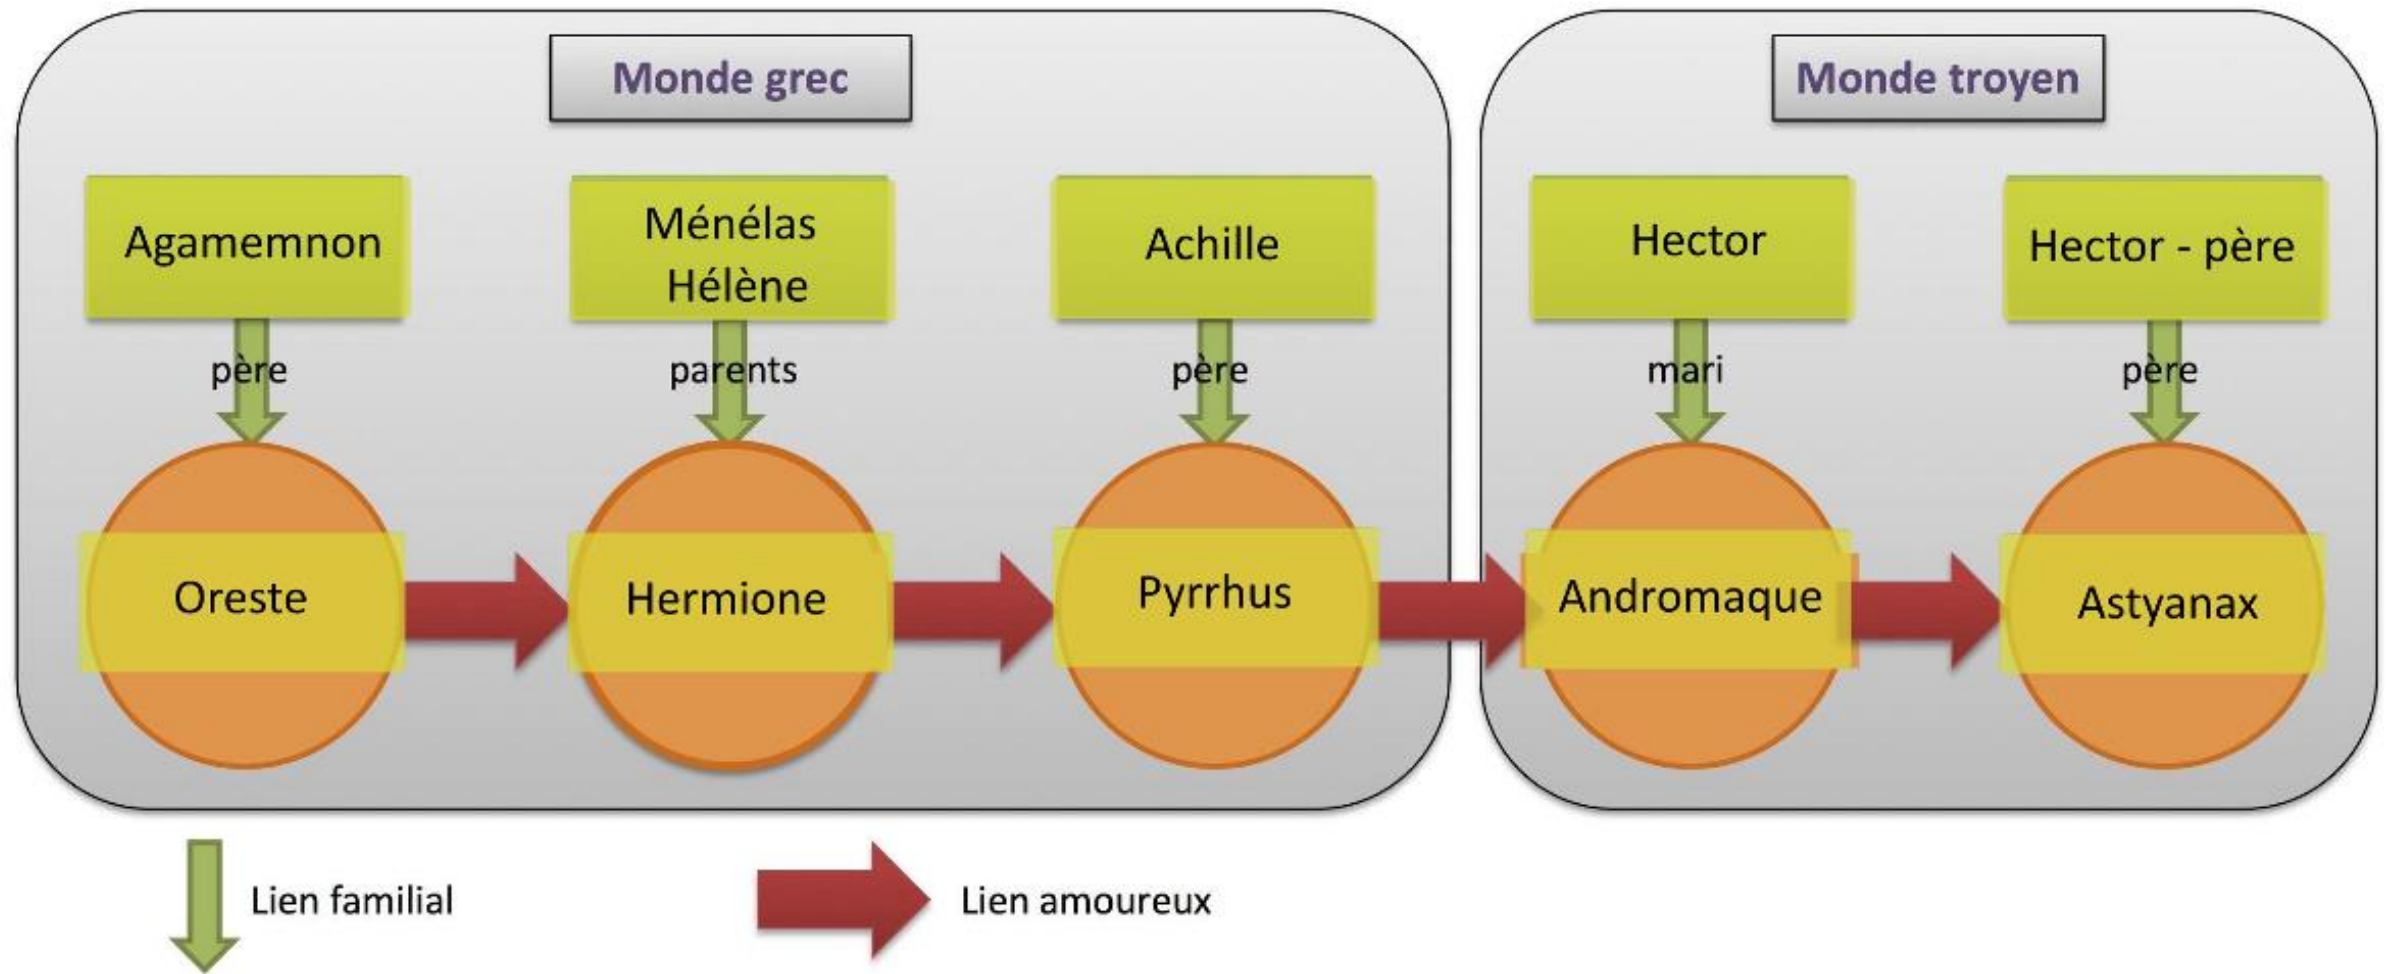 Monde grec
Monde troyen
Agamemnon
Ménélas
Hélène
Achille
Hector
Hector - père
père
parents
père
mari
père
Oreste
Hermione
Pyrrhus
Andromaque
Astyanax
Lien familial
Lien amoureux